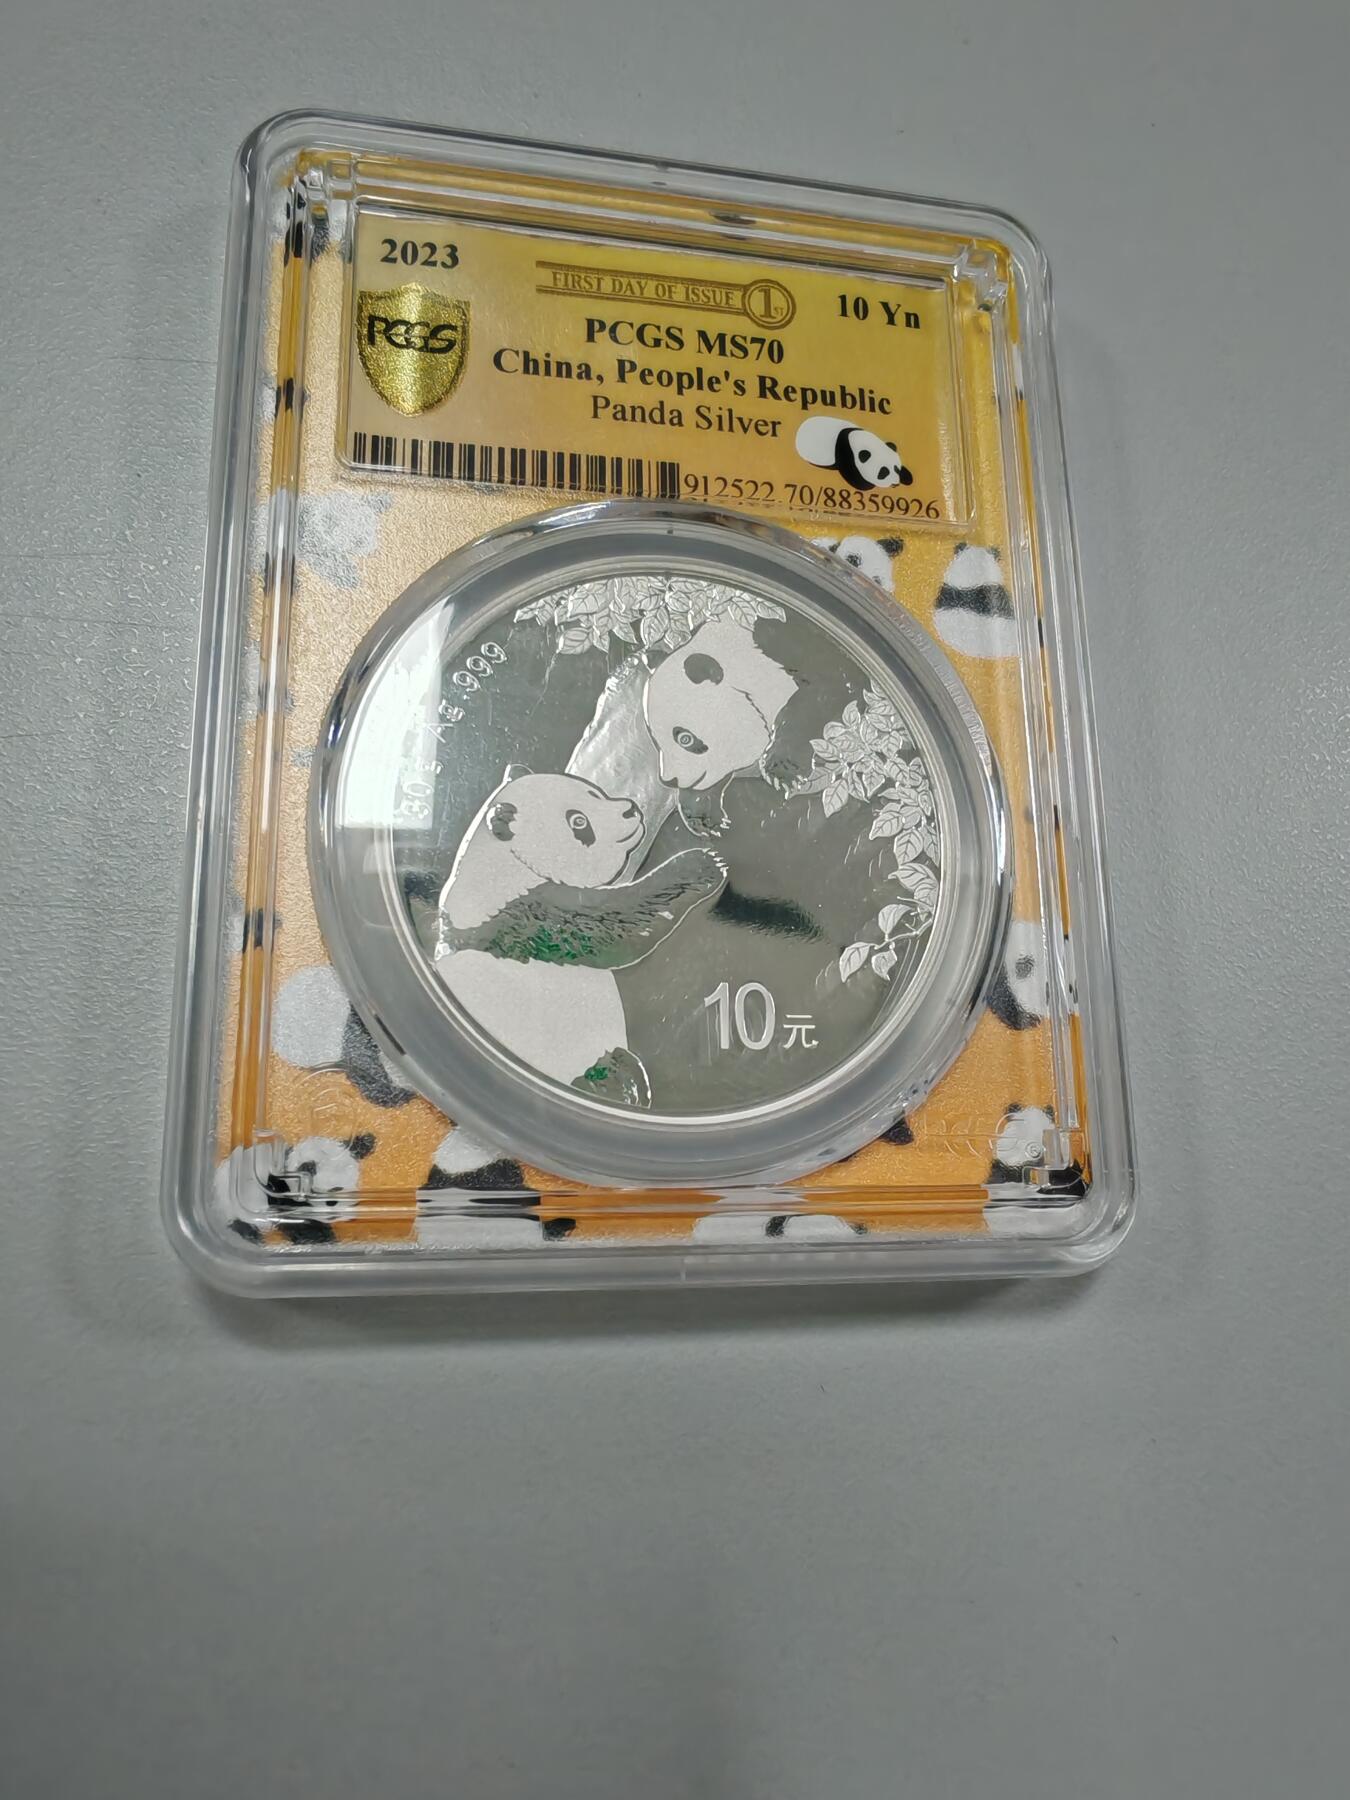 2023
FIRST DAY OF ISSUE 1ST
10 Yn
PCGS
PCGS MS70
China, People's Republic
Panda Silver
912522.70/88359926
30g Ag.999
10元